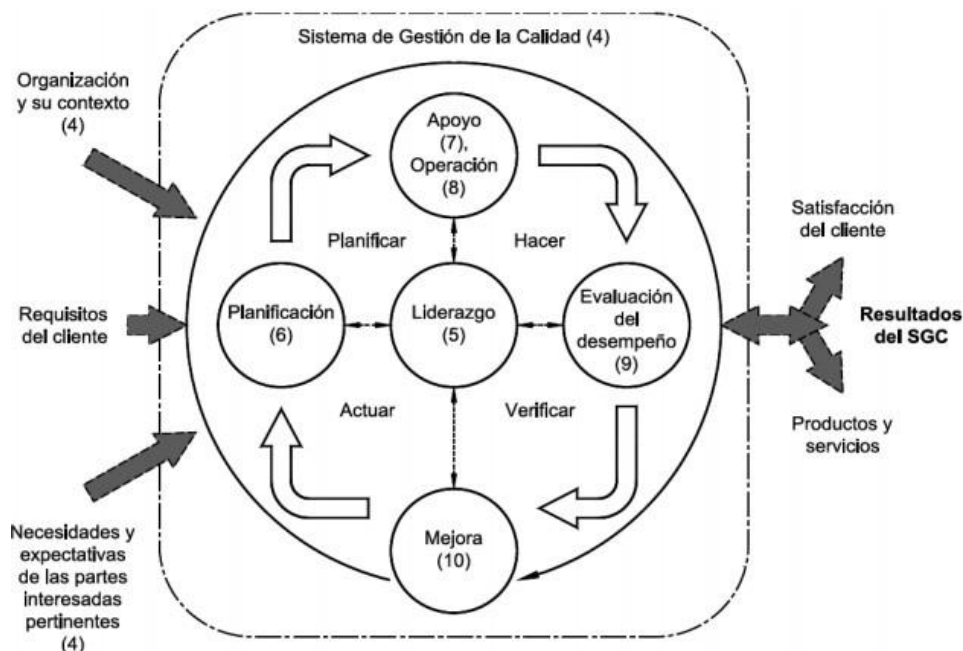 Sistema de Gestión de la Calidad (4)
Organización
y su contexto
(4)
Apoyo
(7),
Operación
(8)
Satisfacción
del cliente
Planificar
Hacer
Requisitos
del cliente
Planificación
(6)
Liderazgo
(5)
Evaluación
del
desempeño
(9)
Resultados
del SGC
Actuar
Verificar
Productos y
servicios
Necesidades y
expectativas
de las partes
interesadas
pertinentes
(4)
Mejora
(10)